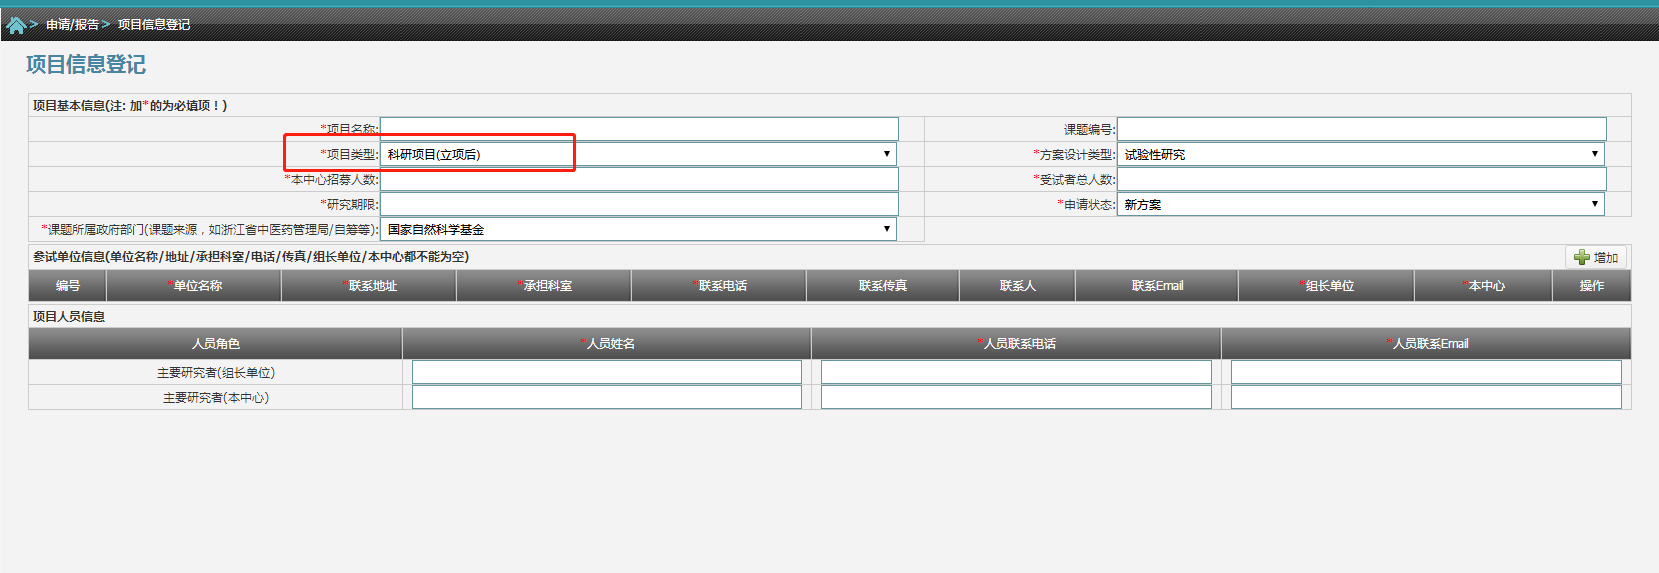 > 申请/报告> 项目信息登记
项目信息登记
项目基本信息(注: 加*的为必填项！)
*项目名称: 课题编号:
*项目类型: 科研项目(立项后) *方案设计类型: 试验性研究
*本中心招募人数: *受试者总人数:
*研究期限: *申请状态: 新方案
*课题所属政府部门(课题来源，如浙江省中医药管理局/自筹等): 国家自然科学基金
参试单位信息(单位名称/地址/承担科室/电话/传真/组长单位/本中心都不能为空) 增加
编号 *单位名称 *联系地址 *承担科室 *联系电话 联系传真 联系人 联系Email *组长单位 *本中心 操作
项目人员信息
人员角色 *人员姓名 *人员联系电话 *人员联系Email
主要研究者(组长单位)
主要研究者(本中心)